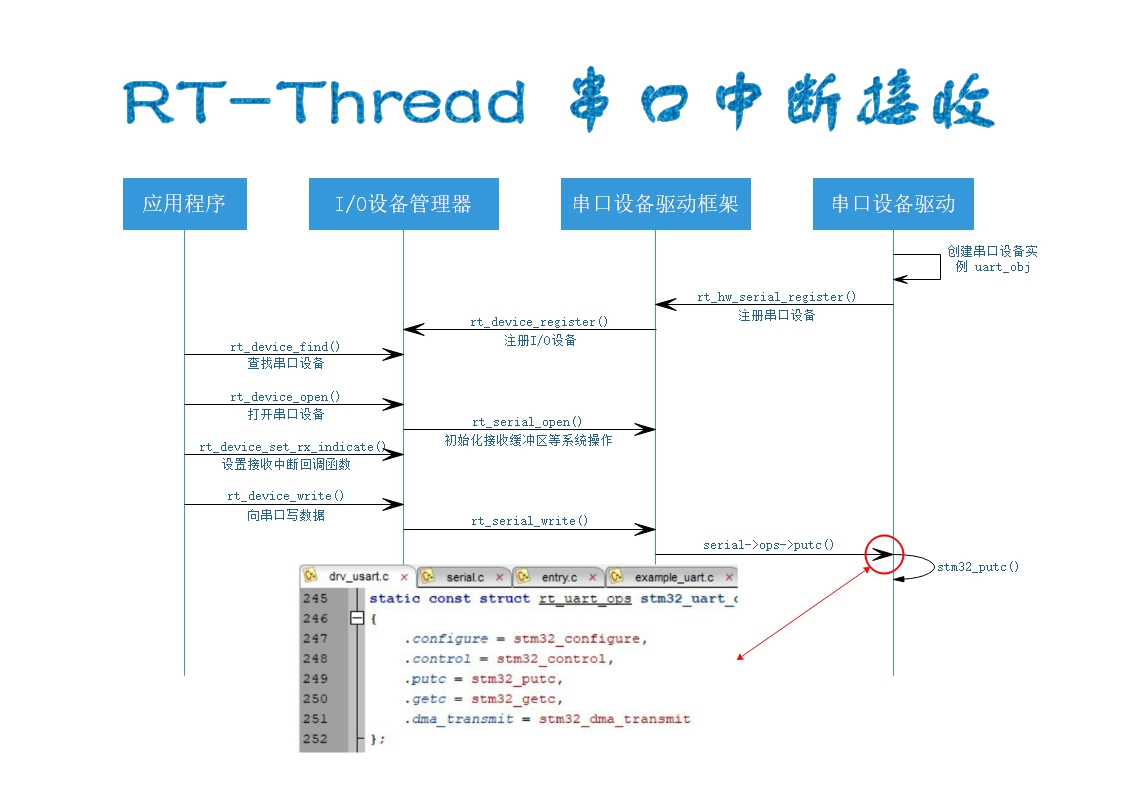 RT-Thread 串口中断接收
应用程序
I/O设备管理器
串口设备驱动框架
串口设备驱动
创建串口设备实
例 uart_obj
rt_hw_serial_register()
注册串口设备
rt_device_register()
注册I/O设备
rt_device_find()
查找串口设备
rt_device_open()
打开串口设备
rt_serial_open()
初始化接收缓冲区等系统操作
rt_device_set_rx_indicate()
设置接收中断回调函数
rt_device_write()
向串口写数据
rt_serial_write()
serial->ops->putc()
stm32_putc()
drv_usart.c × serial.c × entry.c × example_uart.c ×
245 static const struct rt_uart_ops stm32_uart_
246 {
247 .configure = stm32_configure,
248 .control = stm32_control,
249 .putc = stm32_putc,
250 .getc = stm32_getc,
251 .dma_transmit = stm32_dma_transmit
252 };